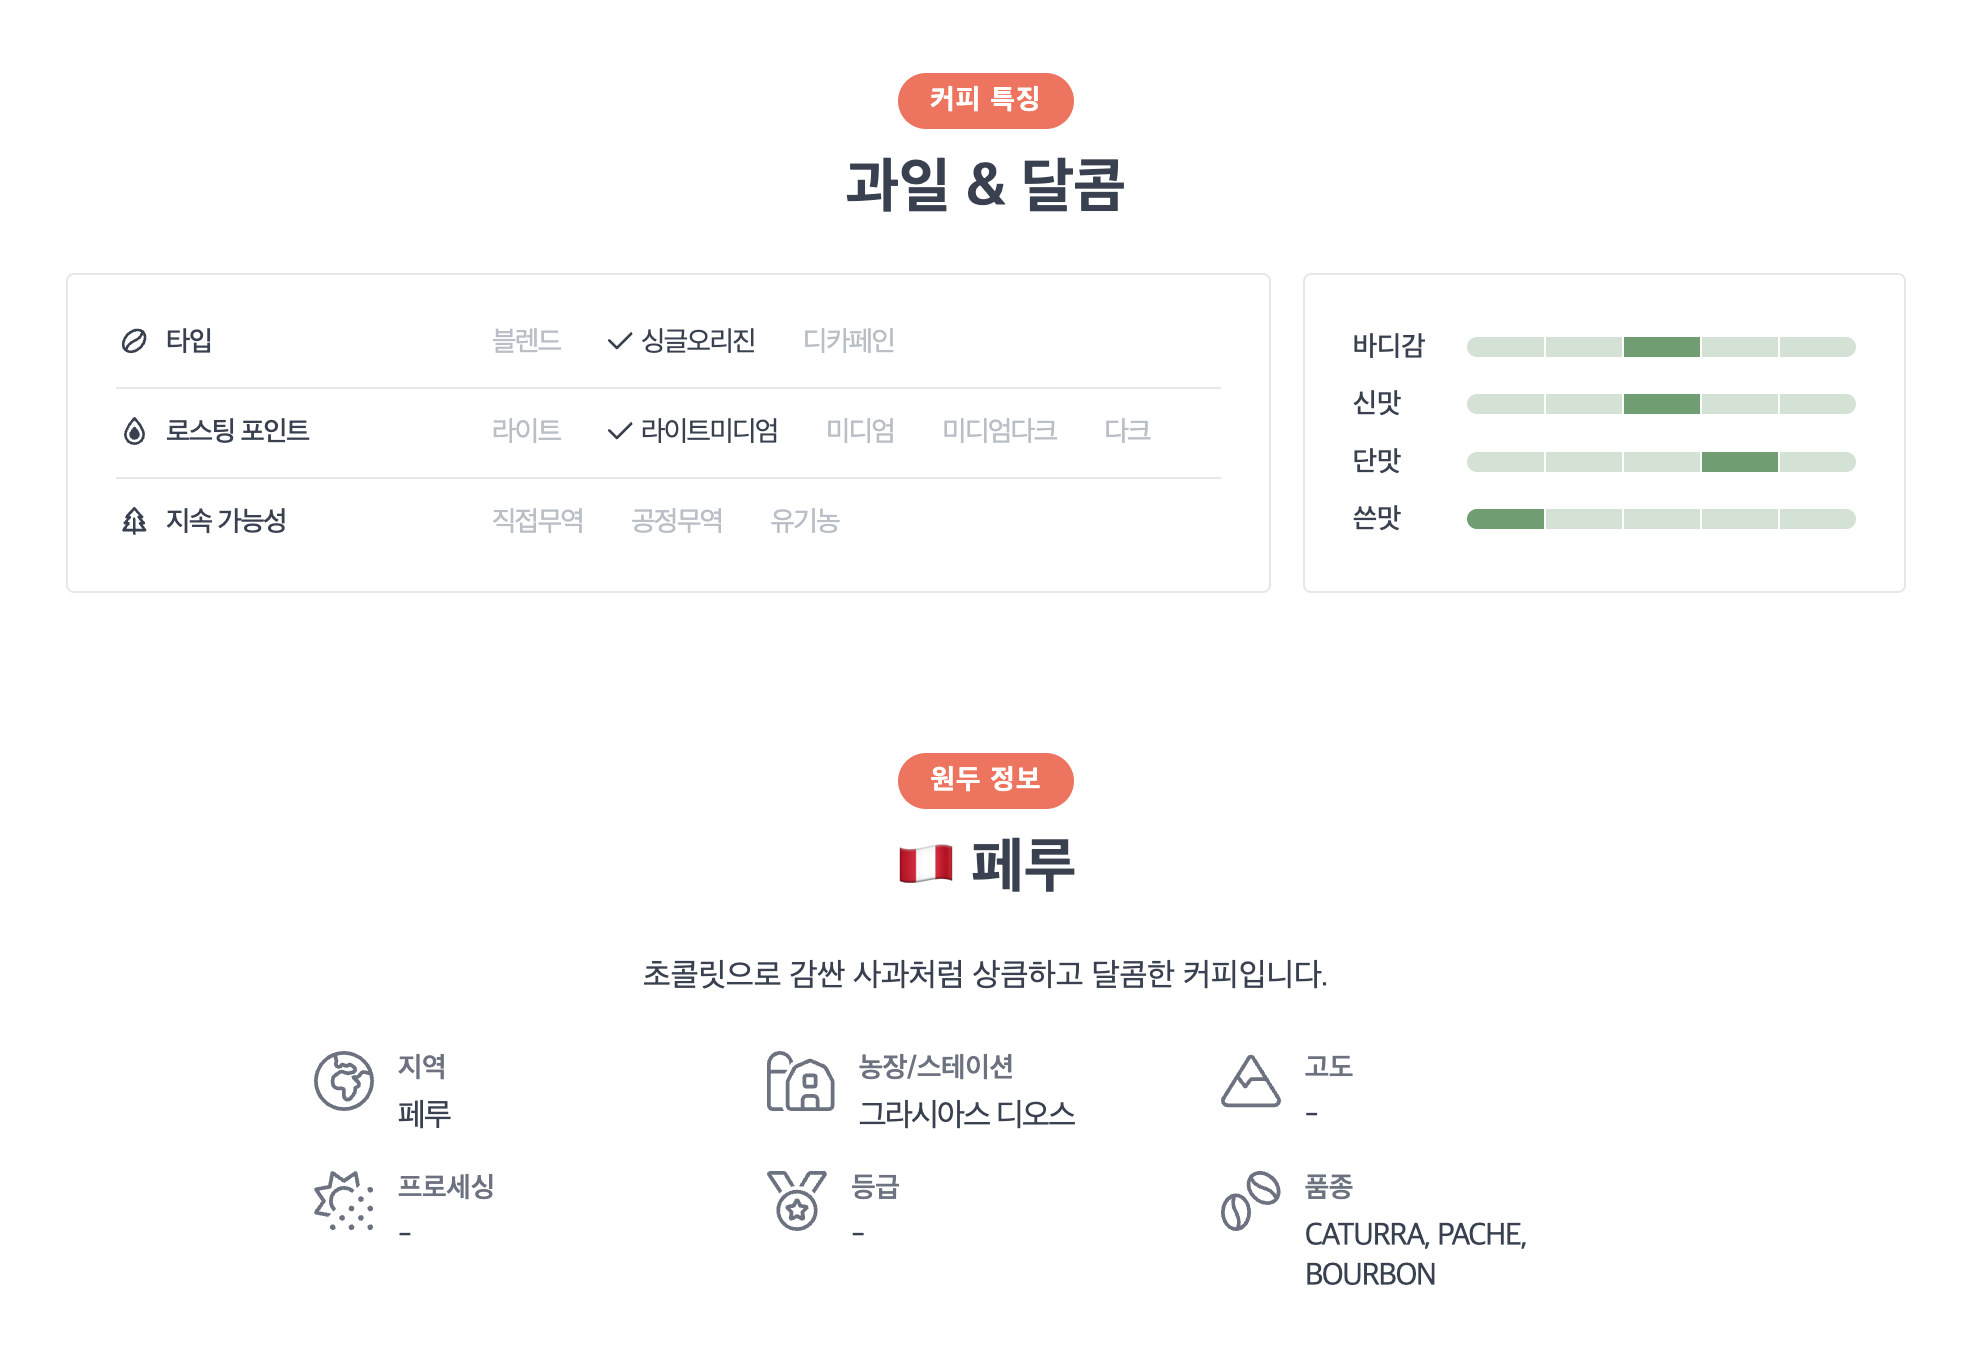 커피 특징
과일 & 달콤
타입 블렌드 싱글오리진 디카페인
로스팅 포인트 라이트 라이트미디엄 미디엄 미디엄다크 다크
지속 가능성 직접무역 공정무역 유기농
바디감
신맛
단맛
쓴맛
원두 정보
페루
초콜릿으로 감싼 사과처럼 상큼하고 달콤한 커피입니다.
지역
페루
농장/스테이션
그라시아스 디오스
고도
-
프로세싱
-
등급
-
품종
CATURRA, PACHE,
BOURBON